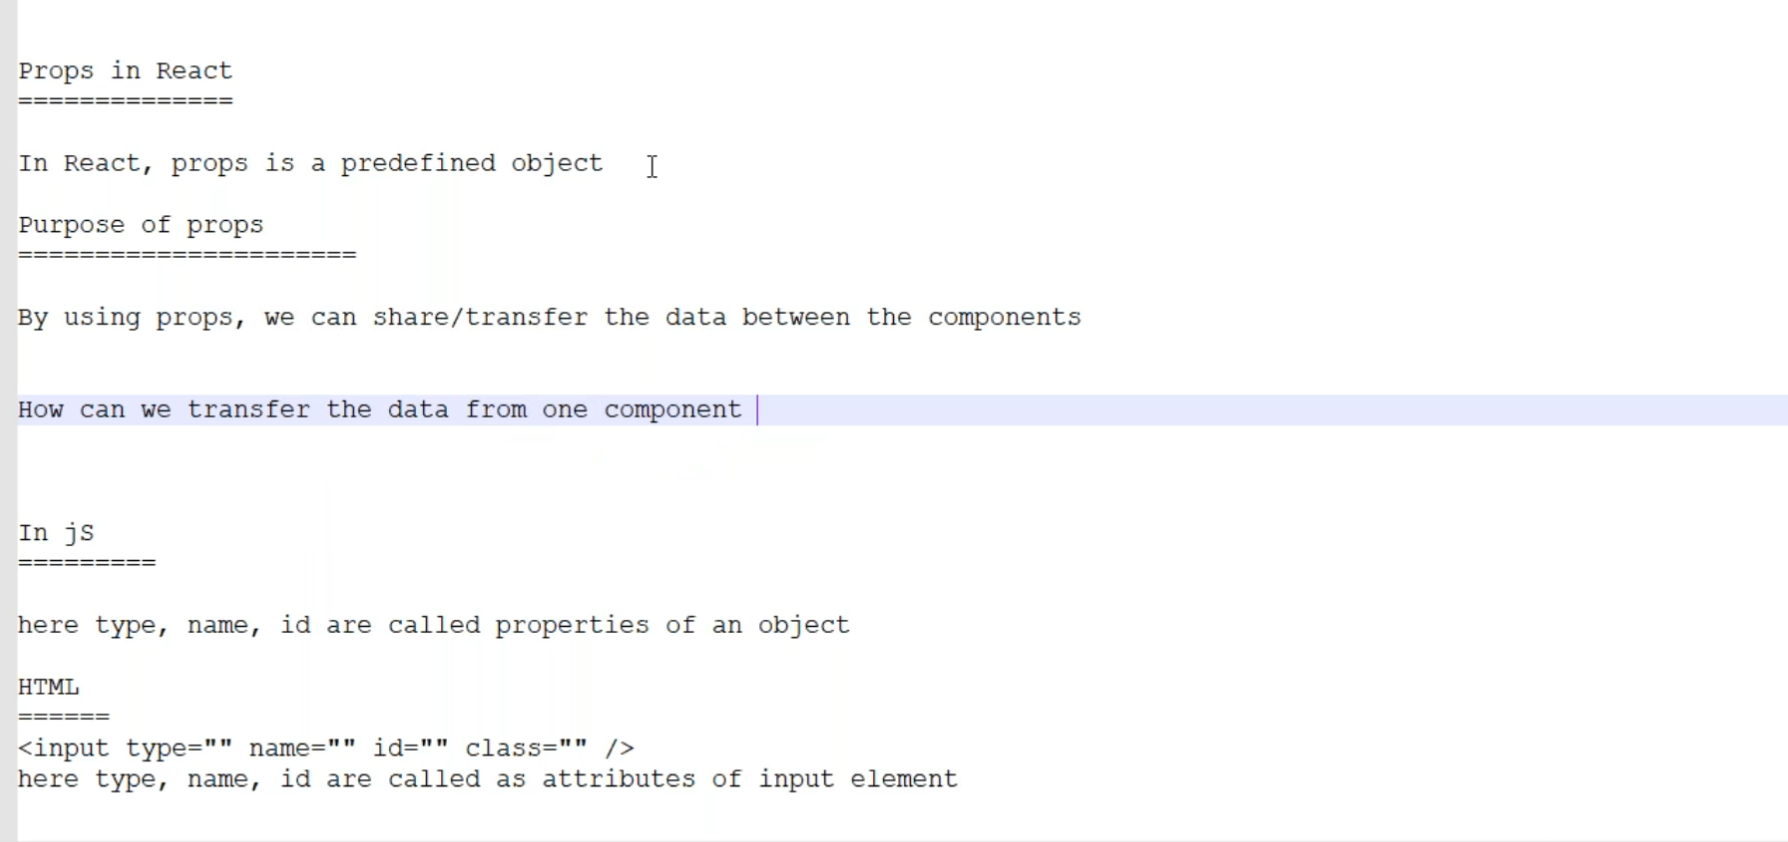 Props in React
==============
In React, props is a predefined object
Purpose of props
======================
By using props, we can share/transfer the data between the components
How can we transfer the data from one component
In jS
=========
here type, name, id are called properties of an object
HTML
======
<input type="" name="" id="" class="" />
here type, name, id are called as attributes of input element